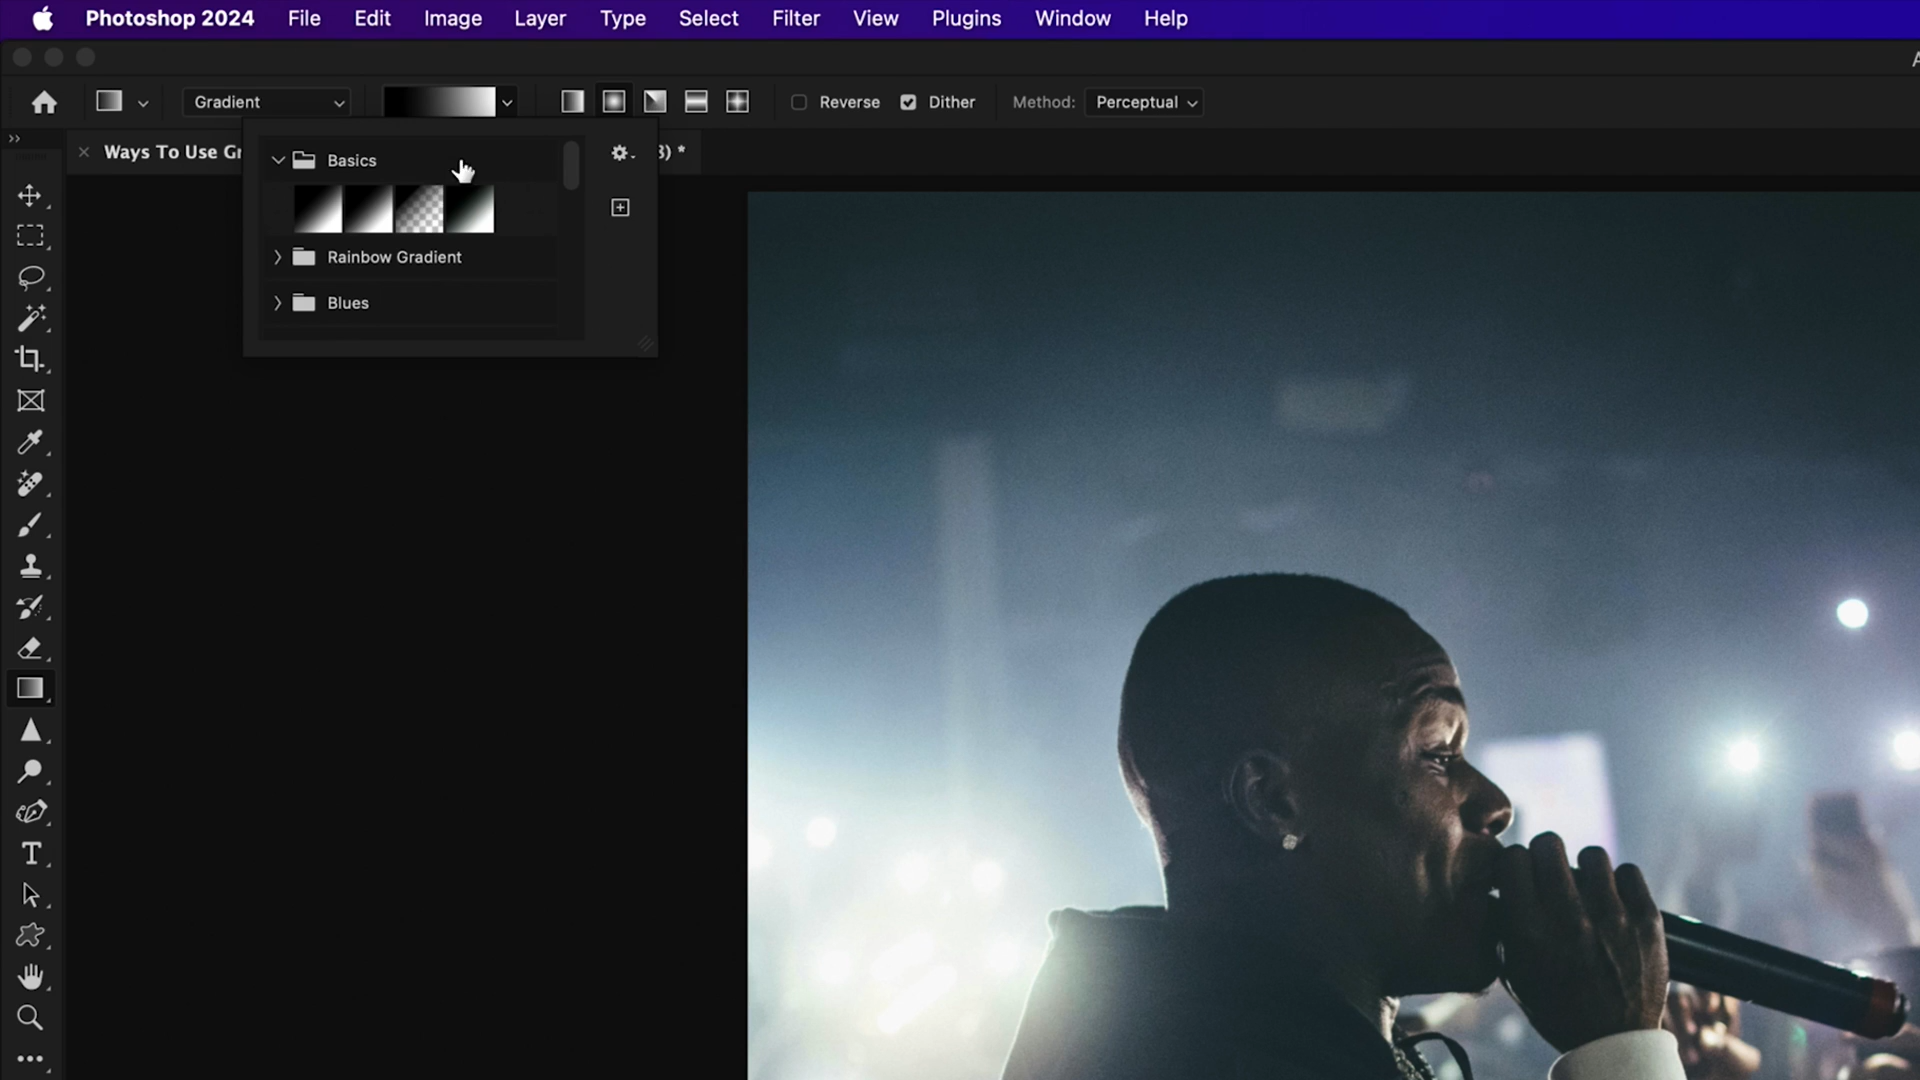 Photoshop 2024 File Edit Image Layer Type Select Filter View Plugins Window Help
Gradient Reverse Dither Method: Perceptual
Ways To Use Gr 3) *
Basics
Rainbow Gradient
Blues